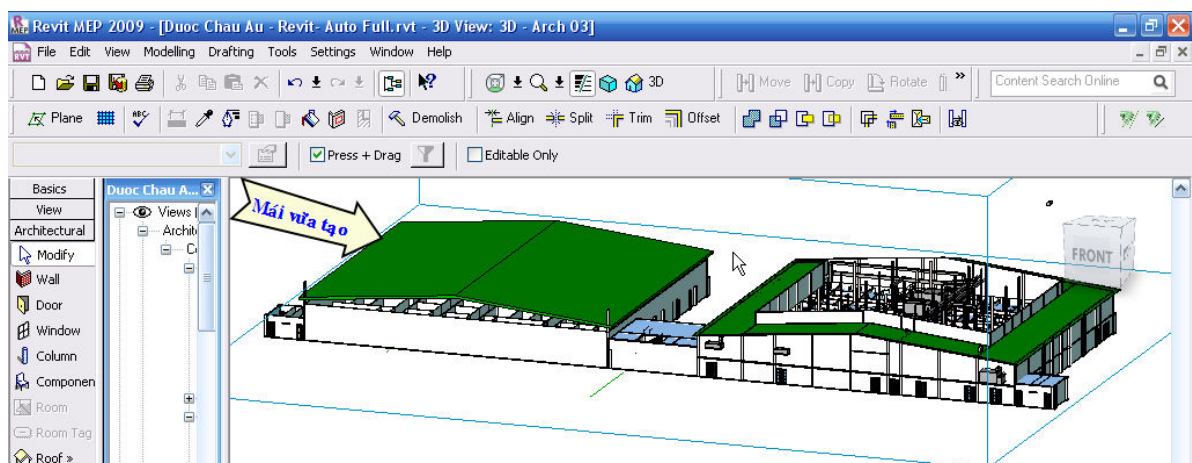 Revit MEP 2009 - [Duoc Chau Au - Revit- Auto Full.rvt - 3D View: 3D - Arch 03]
File Edit View Modelling Drafting Tools Settings Window Help
3D Move Copy Rotate » Content Search Online
Plane Demolish Align Split Trim Offset
Press + Drag Editable Only
Basics
View
Architectural
Modify
Wall
Door
Window
Column
Componen
Room
Room Tag
Roof »
Duoc Chau A...
Views
Archit
Mái vừa tạo
FRONT